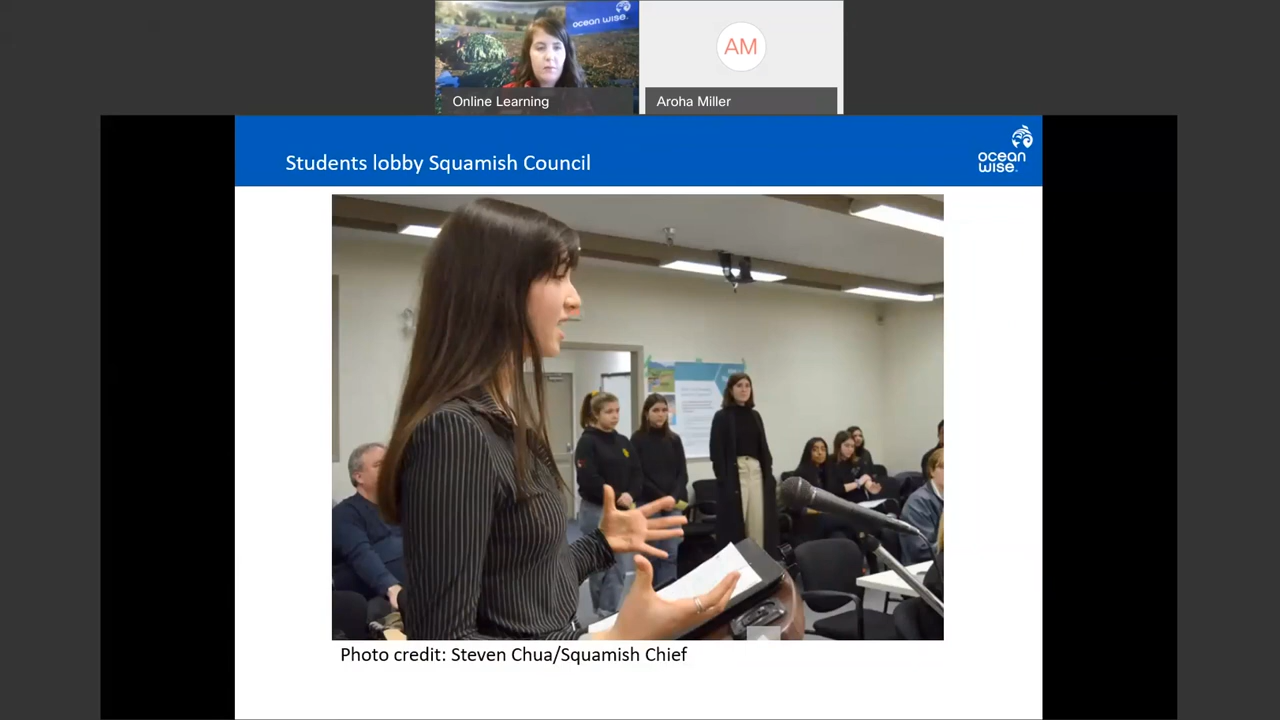 ocean wise.
Online Learning
AM
Aroha Miller
Students lobby Squamish Council
ocean
wise.
Photo credit: Steven Chua/Squamish Chief